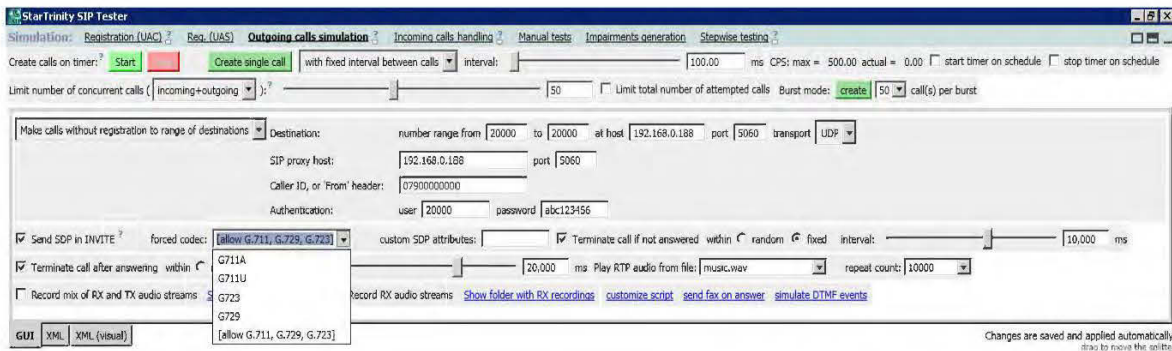 StarTrinity SIP Tester
Simulation: Registration (UAC) ? Reg. (UAS) Outgoing calls simulation ? Incoming calls handling ? Manual tests Impairments generation Stepwise testing ?
Create calls on timer: ? Start Create single call with fixed interval between calls interval: 100.00 ms CPS: max = 500.00 actual = 0.00 start timer on schedule stop timer on schedule
Limit number of concurrent calls ( incoming+outgoing ): ? 50 Limit total number of attempted calls Burst mode: create 50 call(s) per burst
Make calls without registration to range of destinations Destination: number range from 20000 to 20000 at host 192.168.0.188 port 5060 transport UDP
SIP proxy host: 192.168.0.188 port 5060
Caller ID, or 'From' header: 07900000000
Authentication: user 20000 password abc123456
Send SDP in INVITE ? forced codec: [allow G.711, G.729, G.723] custom SDP attributes: Terminate call if not answered within random fixed interval: 10,000 ms
G711A
Terminate call after answering within 20,000 ms Play RTP audio from file: music.wav repeat count: 10000
G711U
G723
Record mix of RX and TX audio streams Record RX audio streams Show folder with RX recordings customize script send fax on answer simulate DTMF events
G729
[allow G.711, G.729, G.723]
GUI XML XML (visual) Changes are saved and applied automatically
drag to move the splitte